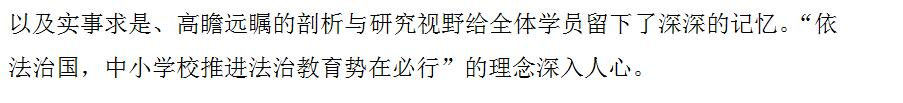 以及实事求是、高瞻远瞩的剖析与研究视野给全体学员留下了深深的记忆。“依
法治国，中小学校推进法治教育势在必行”的理念深入人心。